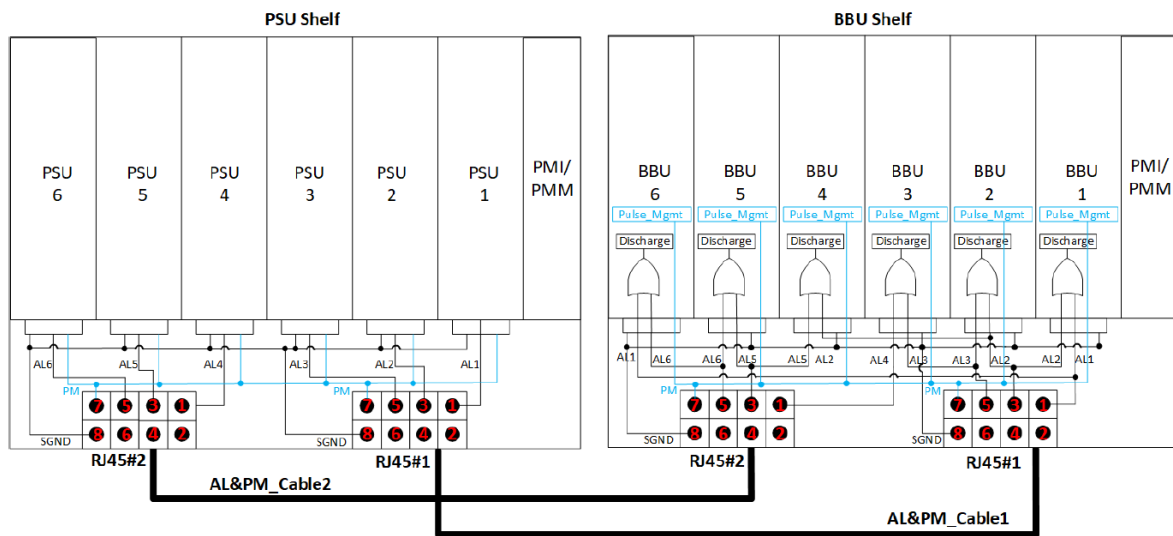 PSU Shelf
BBU Shelf
PSU
6
PSU
5
PSU
4
PSU
3
PSU
2
PSU
1
PMI/
PMM
BBU
6
BBU
5
BBU
4
BBU
3
BBU
2
BBU
1
PMI/
PMM
Pulse_Mgmt
Pulse_Mgmt
Pulse_Mgmt
Pulse_Mgmt
Pulse_Mgmt
Pulse_Mgmt
Discharge
Discharge
Discharge
Discharge
Discharge
Discharge
AL6
AL5
AL4
AL3
AL2
AL1
AL1
AL6
AL6
AL5
AL5
AL2
AL4
AL3
AL3
AL2
AL2
AL1
PM
PM
PM
PM
7 5 3 1
8 6 4 2
7 5 3 1
8 6 4 2
7 5 3 1
8 6 4 2
7 5 3 1
8 6 4 2
SGND
SGND
SGND
SGND
RJ45#2
RJ45#1
RJ45#2
RJ45#1
AL&PM_Cable2
AL&PM_Cable1